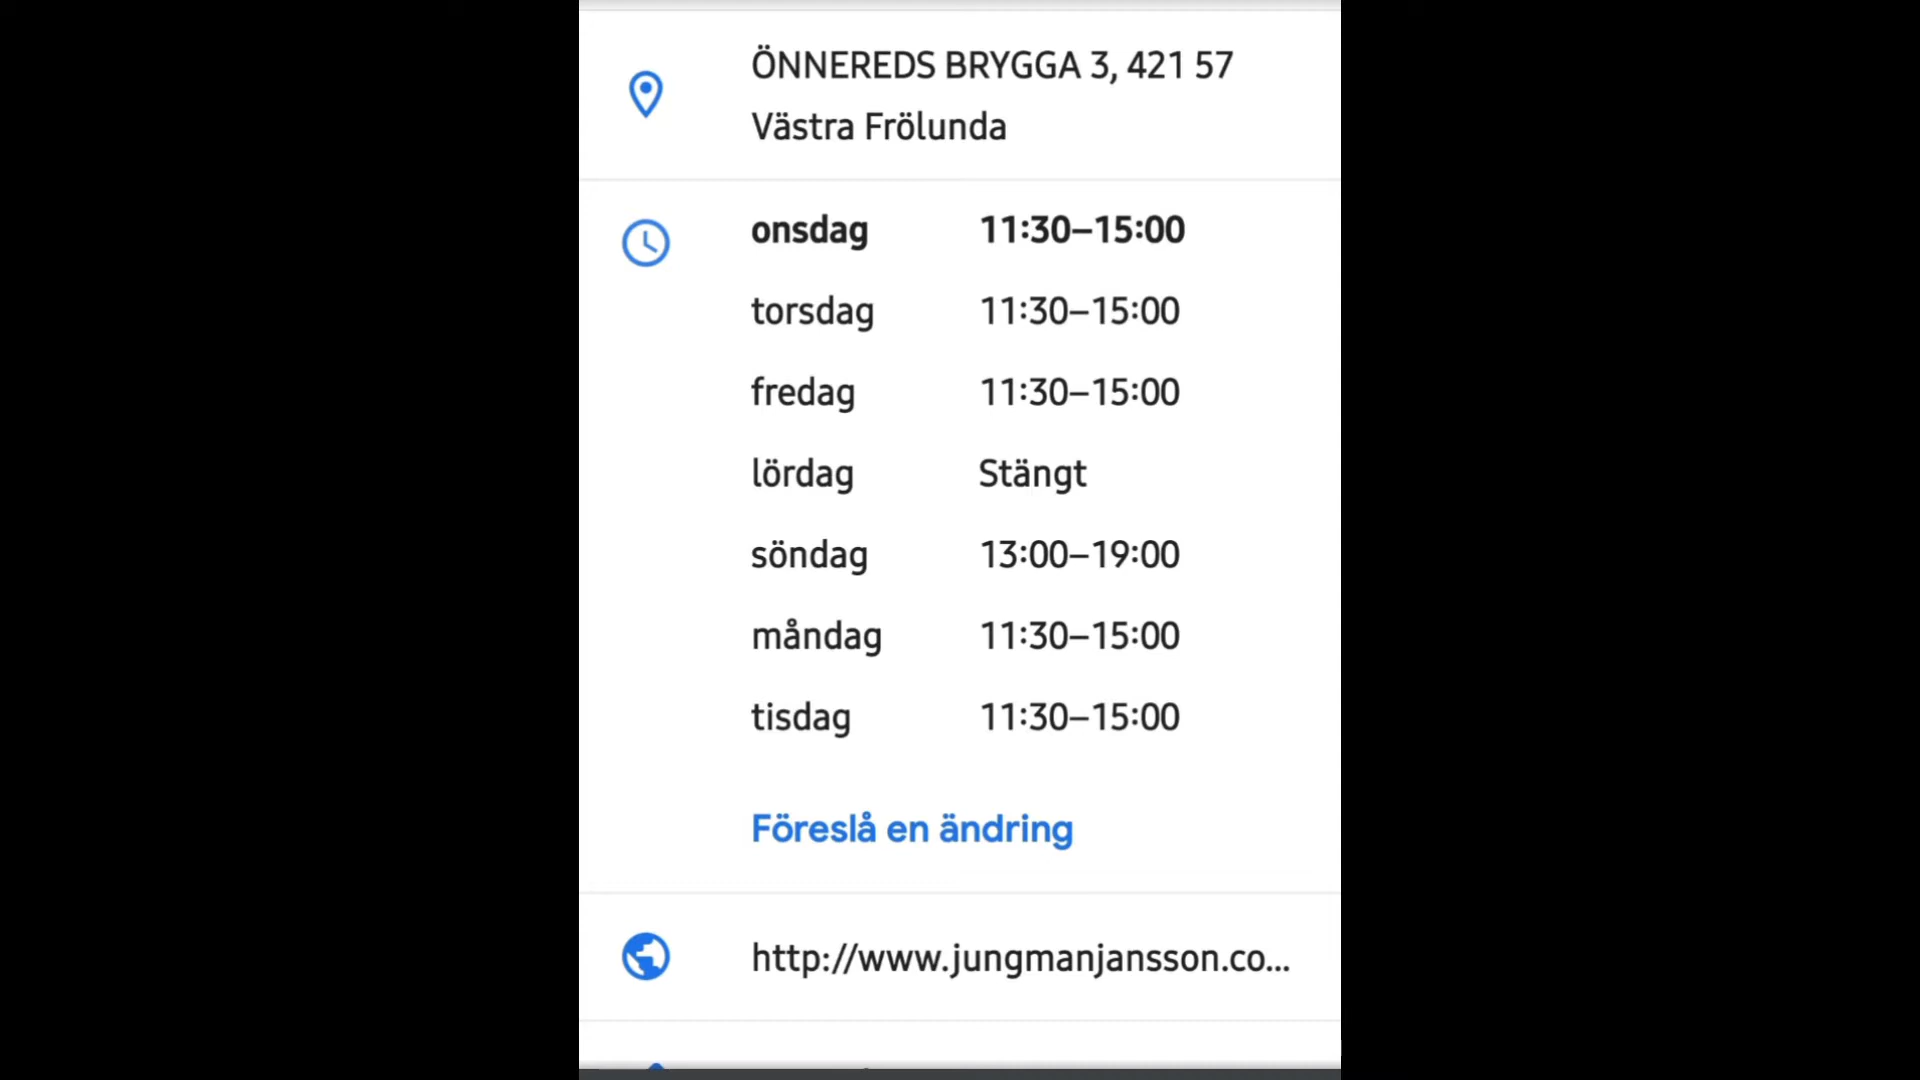 ÖNNEREDS BRYGGA 3, 421 57
Västra Frölunda
onsdag 11:30–15:00
torsdag 11:30–15:00
fredag 11:30–15:00
lördag Stängt
söndag 13:00–19:00
måndag 11:30–15:00
tisdag 11:30–15:00
Föreslå en ändring
http://www.jungmanjansson.co...